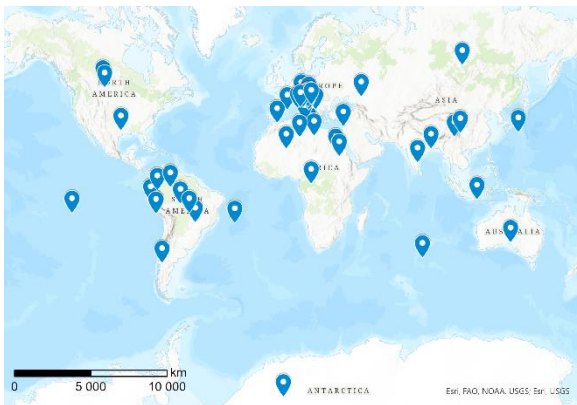 EUROPE
NORTH
AMERICA
ASIA
AFRICA
SOUTH
AMERICA
AUSTRALIA
km
0 5 000 10 000
ANTARCTICA
Esri, FAO, NOAA, USGS; Esri, USGS